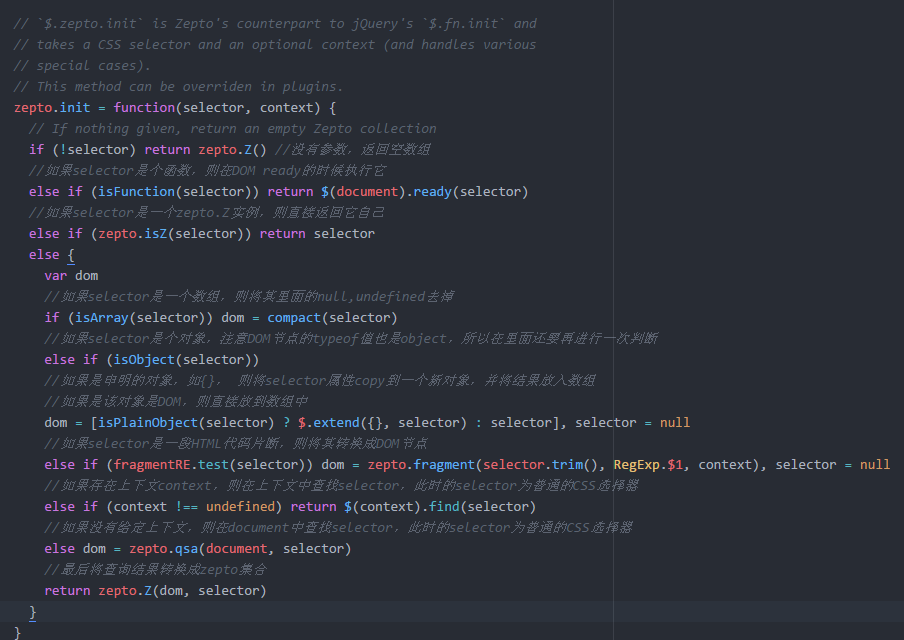 // `$.zepto.init` is Zepto's counterpart to jQuery's `$.fn.init` and
// takes a CSS selector and an optional context (and handles various
// special cases).
// This method can be overriden in plugins.
zepto.init = function(selector, context) {
  // If nothing given, return an empty Zepto collection
  if (!selector) return zepto.Z() //没有参数，返回空数组
  //如果selector是个函数，则在DOM ready的时候执行它
  else if (isFunction(selector)) return $(document).ready(selector)
  //如果selector是一个zepto.Z实例，则直接返回它自己
  else if (zepto.isZ(selector)) return selector
  else {
    var dom
    //如果selector是一个数组，则将其里面的null,undefined去掉
    if (isArray(selector)) dom = compact(selector)
    //如果selector是个对象，注意DOM节点的typeof值也是object，所以在里面还要再进行一次判断
    else if (isObject(selector))
    //如果是申明的对象，如{}， 则将selector属性copy到一个新对象，并将结果放入数组
    //如果是该对象是DOM，则直接放到数组中
    dom = [isPlainObject(selector) ? $.extend({}, selector) : selector], selector = null
    //如果selector是一段HTML代码片断，则将其转换成DOM节点
    else if (fragmentRE.test(selector)) dom = zepto.fragment(selector.trim(), RegExp.$1, context), selector = null
    //如果存在上下文context，则在上下文中查找selector，此时的selector为普通的CSS选择器
    else if (context !== undefined) return $(context).find(selector)
    //如果没有给定上下文，则在document中查找selector，此时的selector为普通的CSS选择器
    else dom = zepto.qsa(document, selector)
    //最后将查询结果转换成zepto集合
    return zepto.Z(dom, selector)
  }
}